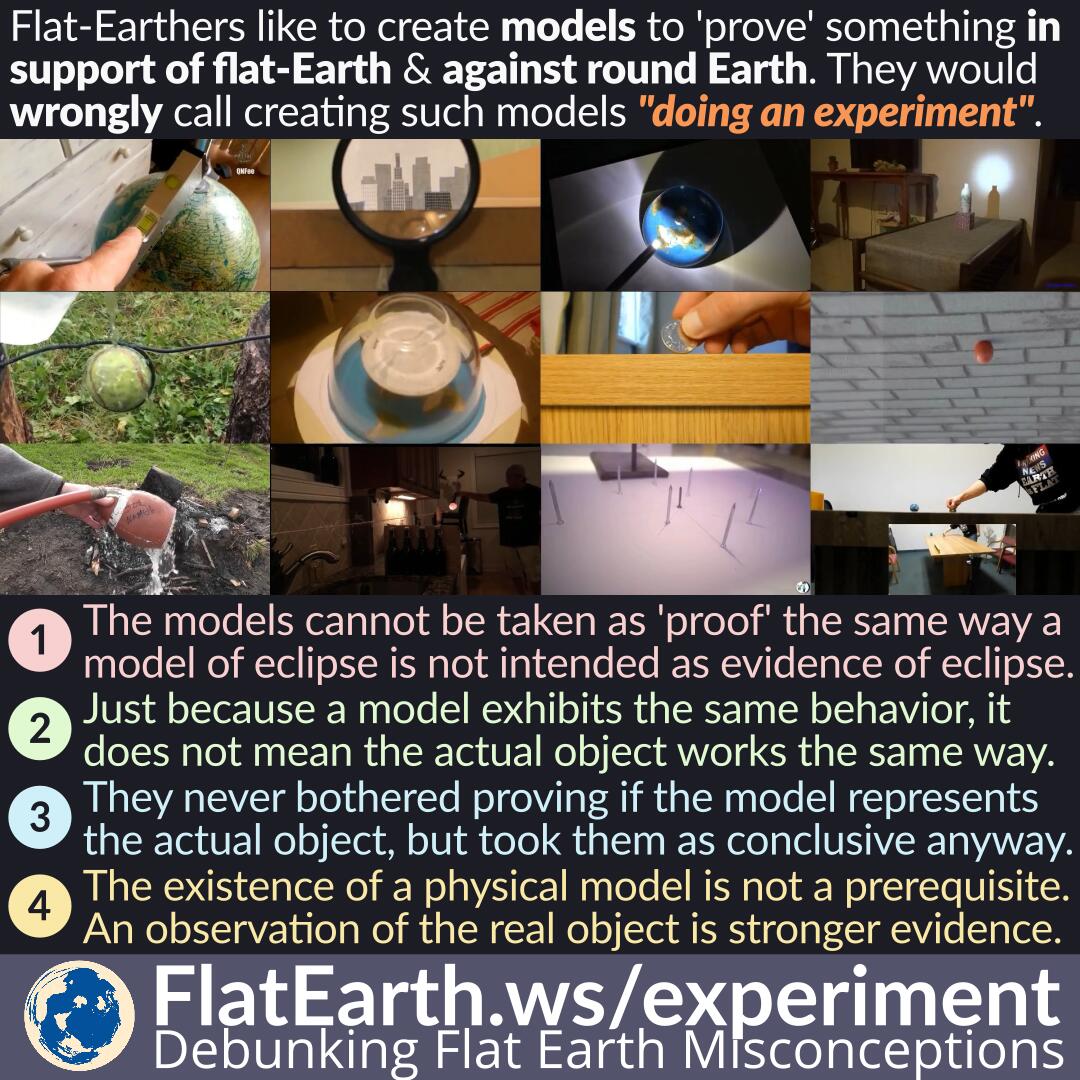 Flat-Earthers like to create models to 'prove' something in
support of flat-Earth & against round Earth. They would
wrongly call creating such models "doing an experiment".
QNFee
1 The models cannot be taken as 'proof' the same way a
model of eclipse is not intended as evidence of eclipse.
2 Just because a model exhibits the same behavior, it
does not mean the actual object works the same way.
3 They never bothered proving if the model represents
the actual object, but took them as conclusive anyway.
4 The existence of a physical model is not a prerequisite.
An observation of the real object is stronger evidence.
FlatEarth.ws/experiment
Debunking Flat Earth Misconceptions